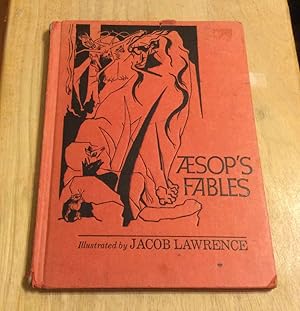 ÆSOP'S
FABLES
Illustrated by JACOB LAWRENCE